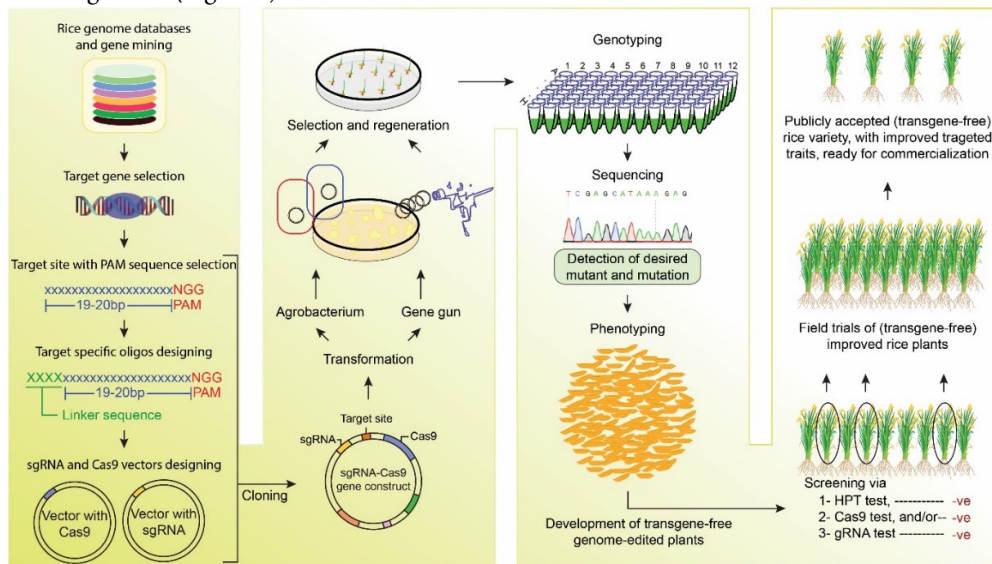 Rice genome databases
and gene mining
Target gene selection
Target site with PAM sequence selection
xxxxxxxxxxxxxxxxxxxNGG
19-20bp PAM
Target specific oligos designing
XXXXxxxxxxxxxxxxxxxxxxxNGG
19-20bp PAM
Linker sequence
sgRNA and Cas9 vectors designing
Vector with
Cas9
Vector with
sgRNA
Cloning
Selection and regeneration
Agrobacterium
Gene gun
Transformation
Target site
sgRNA
Cas9
sgRNA-Cas9
gene construct
Genotyping
1 2 3 4 5 6 7 8 9 10 11 12
A
H
Sequencing
T C G A G C A T A A A G A G
Detection of desired
mutant and mutation
Phenotyping
Development of transgene-free
genome-edited plants
Publicly accepted (transgene-free)
rice variety, with improved trageted
traits, ready for commercialization
Field trials of (transgene-free)
improved rice plants
Screening via
1- HPT test, ----------- -ve
2- Cas9 test, and/or-- -ve
3- gRNA test ---------- -ve